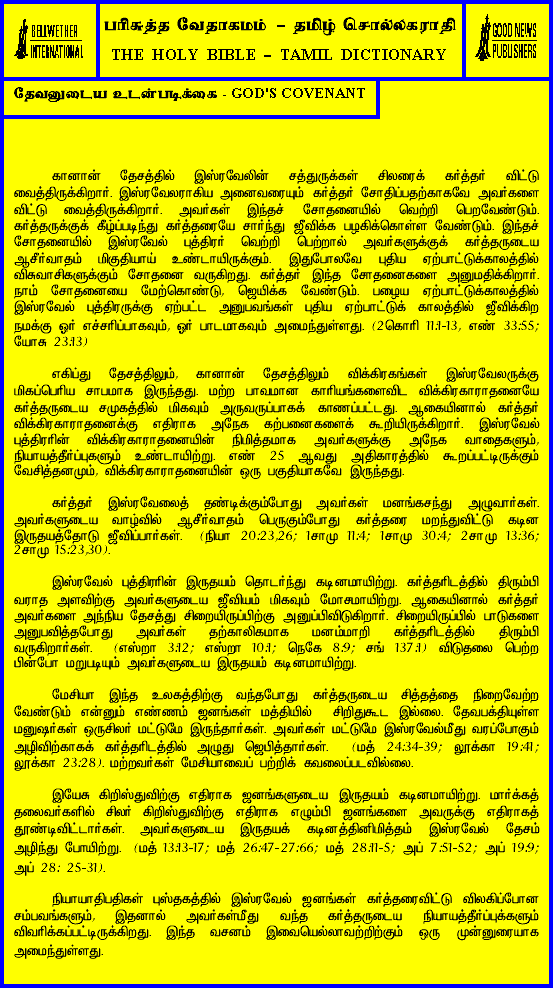 BELLWETHER
INTERNATIONAL
பரிசுத்த வேதாகமம் – தமிழ் சொல்லகராதி
THE HOLY BIBLE – TAMIL DICTIONARY
GOOD NEWS
PUBLISHERS
தேவனுடைய உடன்படிக்கை - GOD'S COVENANT
கானான் தேசத்தில் இஸ்ரவேலின் சத்துருக்கள் சிலரைக் கர்த்தர் விட்டு
வைத்திருக்கிறார். இஸ்ரவேலராகிய அனைவரையும் கர்த்தர் சோதிப்பதற்காகவே அவர்களை
விட்டு வைத்திருக்கிறார். அவர்கள் இந்தச் சோதனையில் வெற்றி பெறவேண்டும்.
கர்த்தருக்குக் கீழ்ப்படிந்து கர்த்தரையே சார்ந்து ஜீவிக்க பழகிக்கொள்ள வேண்டும். இந்தச்
சோதனையில் இஸ்ரவேல் புத்திரர் வெற்றி பெற்றால் அவர்களுக்குக் கர்த்தருடைய
ஆசீர்வாதம் மிகுதியாய் உண்டாயிருக்கும். இதுபோலவே புதிய ஏற்பாட்டுக்காலத்தில்
விசுவாசிகளுக்கும் சோதனை வருகிறது. கர்த்தர் இந்த சோதனைகளை அனுமதிக்கிறார்.
நாம் சோதனையை மேற்கொண்டு, ஜெயிக்க வேண்டும். பழைய ஏற்பாட்டுக்காலத்தில்
இஸ்ரவேல் புத்திரருக்கு ஏற்பட்ட அனுபவங்கள் புதிய ஏற்பாட்டுக் காலத்தில் ஜீவிக்கிற
நமக்கு ஓர் எச்சரிப்பாகவும், ஓர் பாடமாகவும் அமைந்துள்ளது. (2கொரி 11:1-13, எண் 33:55;
யோசு 23:13)
எகிப்து தேசத்திலும், கானான் தேசத்திலும் விக்கிரகங்கள் இஸ்ரவேலருக்கு
மிகப்பெரிய சாபமாக இருந்தது. மற்ற பாவமான காரியங்களைவிட விக்கிரகாராதனையே
கர்த்தருடைய சமுகத்தில் மிகவும் அருவருப்பாகக் காணப்பட்டது. ஆகையினால் கர்த்தர்
விக்கிரகாராதனைக்கு எதிராக அநேக கற்பனைகளைக் கூறியிருக்கிறார். இஸ்ரவேல்
புத்திரரின் விக்கிரகாராதனையின் நிமித்தமாக அவர்களுக்கு அநேக வாதைகளும்,
நியாயத்தீர்ப்புகளும் உண்டாயிற்று. எண் 25 ஆவது அதிகாரத்தில் கூறப்பட்டிருக்கும்
வேசித்தனமும், விக்கிரகாராதனையின் ஒரு பகுதியாகவே இருந்தது.
கர்த்தர் இஸ்ரவேலைத் தண்டிக்கும்போது அவர்கள் மனங்கசந்து அழுவார்கள்.
அவர்களுடைய வாழ்வில் ஆசீர்வாதம் பெருகும்போது கர்த்தரை மறந்துவிட்டு கடின
இருதயத்தோடு ஜீவிப்பார்கள். (நியா 20:23,26; 1சாமு 11:4; 1சாமு 30:4; 2சாமு 13:36;
2சாமு 15:23,30).
இஸ்ரவேல் புத்திரரின் இருதயம் தொடர்ந்து கடினமாயிற்று. கர்த்தரிடத்தில் திரும்பி
வராத அளவிற்கு அவர்களுடைய ஜீவியம் மிகவும் மோசமாயிற்று. ஆகையினால் கர்த்தர்
அவர்களை அந்நிய தேசத்து சிறையிருப்பிற்கு அனுப்பிவிடுகிறார். சிறையிருப்பில் பாடுகளை
அனுபவித்தபோது அவர்கள் தற்காலிகமாக மனம்மாறி கர்த்தரிடத்தில் திரும்பி
வருகிறார்கள். (எஸ்றா 3:12; எஸ்றா 10:1; நெகே 8:9; சங் 137:1) விடுதலை பெற்ற
பின்போ மறுபடியும் அவர்களுடைய இருதயம் கடினமாயிற்று.
மேசியா இந்த உலகத்திற்கு வந்தபோது கர்த்தருடைய சித்தத்தை நிறைவேற்ற
வேண்டும் என்னும் எண்ணம் ஜனங்கள் மத்தியில் சிறிதுகூட இல்லை. தேவபக்தியுள்ள
மனுஷர்கள் ஒருசிலர் மட்டுமே இருந்தார்கள். அவர்கள் மட்டுமே இஸ்ரவேல்மீது வரப்போகும்
அழிவிற்காகக் கர்த்தரிடத்தில் அழுது ஜெபித்தார்கள். (மத் 24:34-39; லூக்கா 19:41;
லூக்கா 23:28). மற்றவர்கள் மேசியாவைப் பற்றிக் கவலைப்படவில்லை.
இயேசு கிறிஸ்துவிற்கு எதிராக ஜனங்களுடைய இருதயம் கடினமாயிற்று. மார்க்கத்
தலைவர்களில் சிலர் கிறிஸ்துவிற்கு எதிராக எழும்பி ஜனங்களை அவருக்கு எதிராகத்
தூண்டிவிட்டார்கள். அவர்களுடைய இருதயக் கடினத்தினிமித்தம் இஸ்ரவேல் தேசம்
அழிந்து போயிற்று. (மத் 13:13-17; மத் 26:47-27:66; மத் 28:11-5; அப் 7:51-52; அப் 19:9;
அப் 28: 25-31).
நியாயாதிபதிகள் புஸ்தகத்தில் இஸ்ரவேல் ஜனங்கள் கர்த்தரைவிட்டு விலகிப்போன
சம்பவங்களும், இதனால் அவர்கள்மீது வந்த கர்த்தருடைய நியாயத்தீர்ப்புக்களும்
விவரிக்கப்பட்டிருக்கிறது. இந்த வசனம் இவையெல்லாவற்றிற்கும் ஒரு முன்னுரையாக
அமைந்துள்ளது.